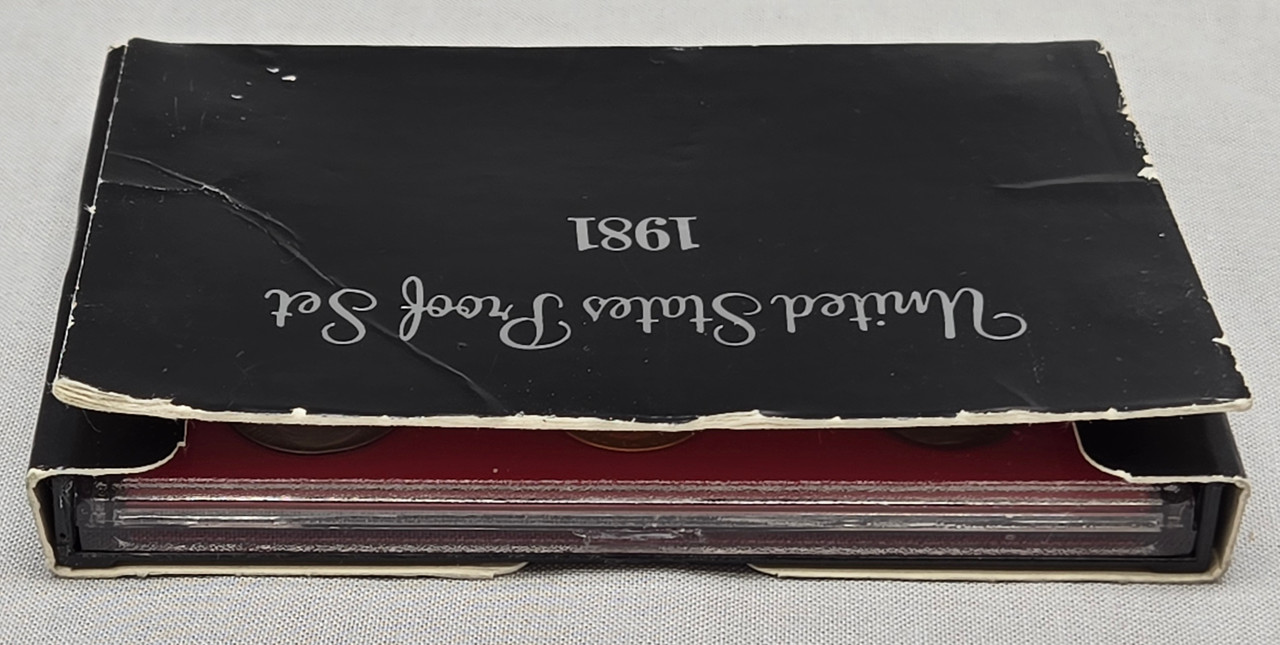 United States Proof Set
1981